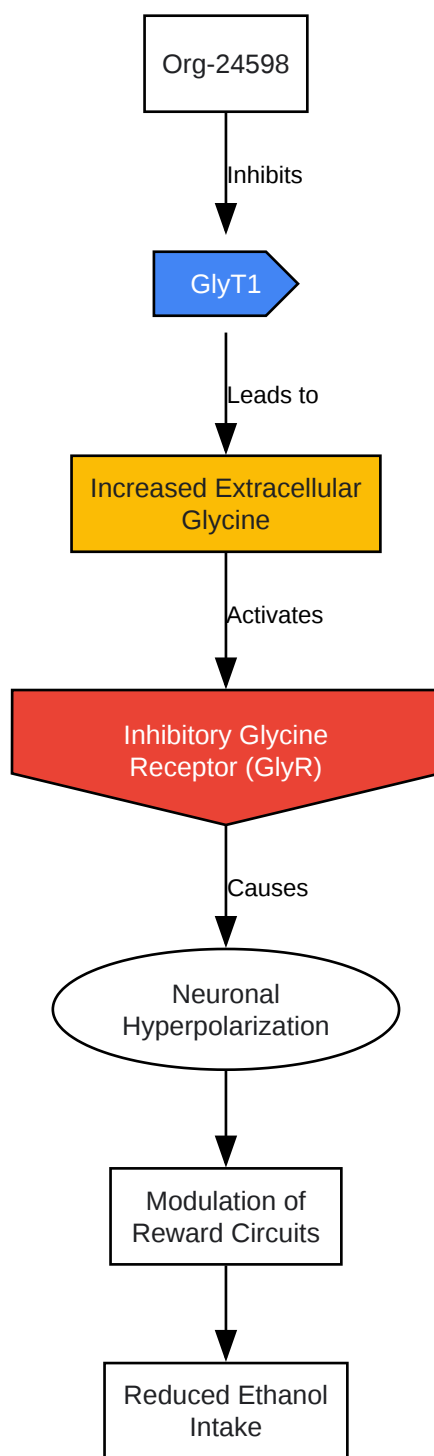 Org-24598
Inhibits
GlyT1
Leads to
Increased Extracellular
Glycine
Activates
Inhibitory Glycine
Receptor (GlyR)
Causes
Neuronal
Hyperpolarization
Modulation of
Reward Circuits
Reduced Ethanol
Intake